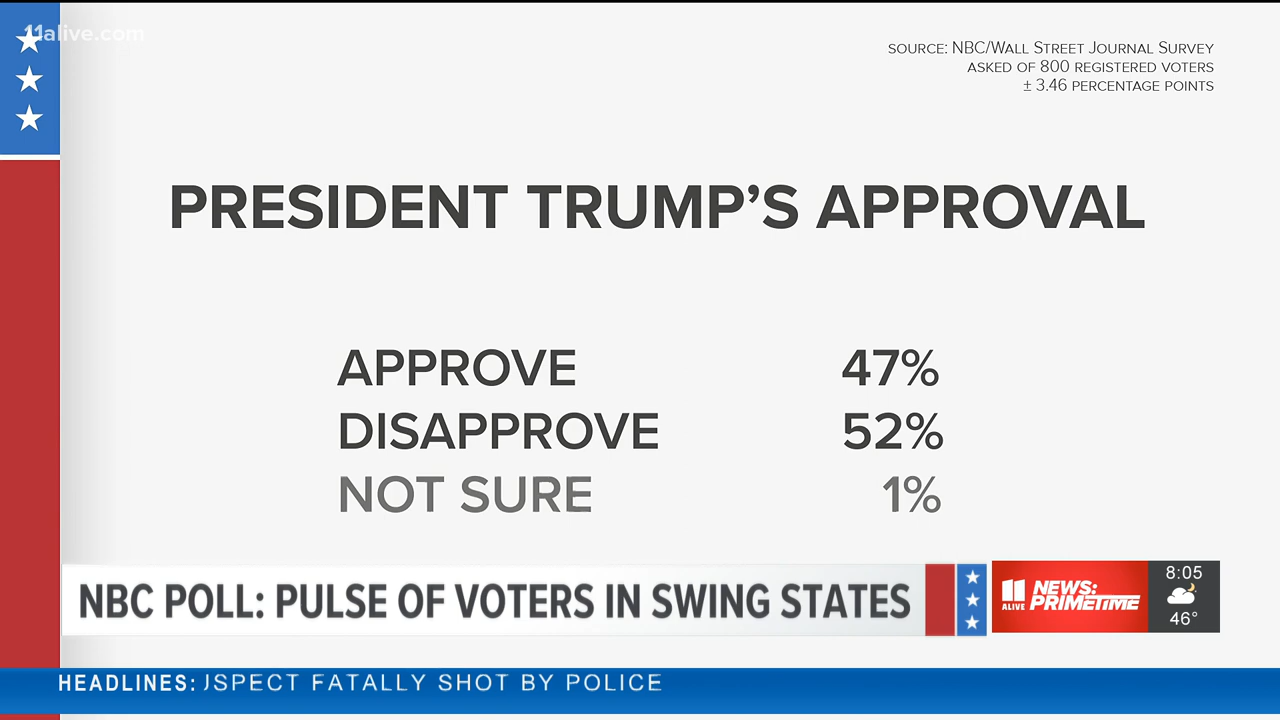 11alive.com
SOURCE: NBC/WALL STREET JOURNAL SURVEY
ASKED OF 800 REGISTERED VOTERS
± 3.46 PERCENTAGE POINTS
PRESIDENT TRUMP’S APPROVAL
APPROVE 47%
DISAPPROVE 52%
NOT SURE 1%
NBC POLL: PULSE OF VOTERS IN SWING STATES
11 ALIVE NEWS: PRIMETIME
8:05
46°
HEADLINES: USPECT FATALLY SHOT BY POLICE